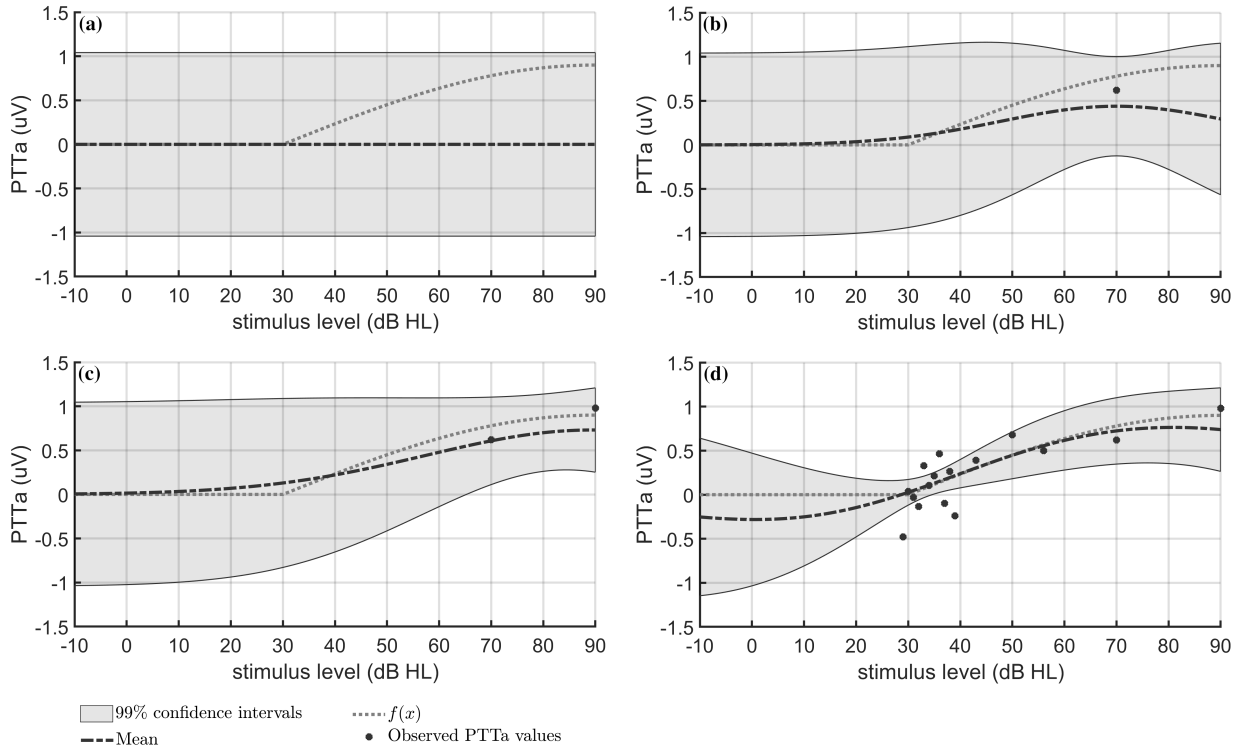 (a)
1.5
1
0.5
0
-0.5
-1
-1.5
PTTa (uV)
-10 0 10 20 30 40 50 60 70 80 90
stimulus level (dB HL)
(b)
1.5
1
0.5
0
-0.5
-1
-1.5
PTTa (uV)
-10 0 10 20 30 40 50 60 70 80 90
stimulus level (dB HL)
(c)
1.5
1
0.5
0
-0.5
-1
-1.5
PTTa (uV)
-10 0 10 20 30 40 50 60 70 80 90
stimulus level (dB HL)
(d)
1.5
1
0.5
0
-0.5
-1
-1.5
PTTa (uV)
-10 0 10 20 30 40 50 60 70 80 90
stimulus level (dB HL)
99% confidence intervals
Mean
f(x)
Observed PTTa values